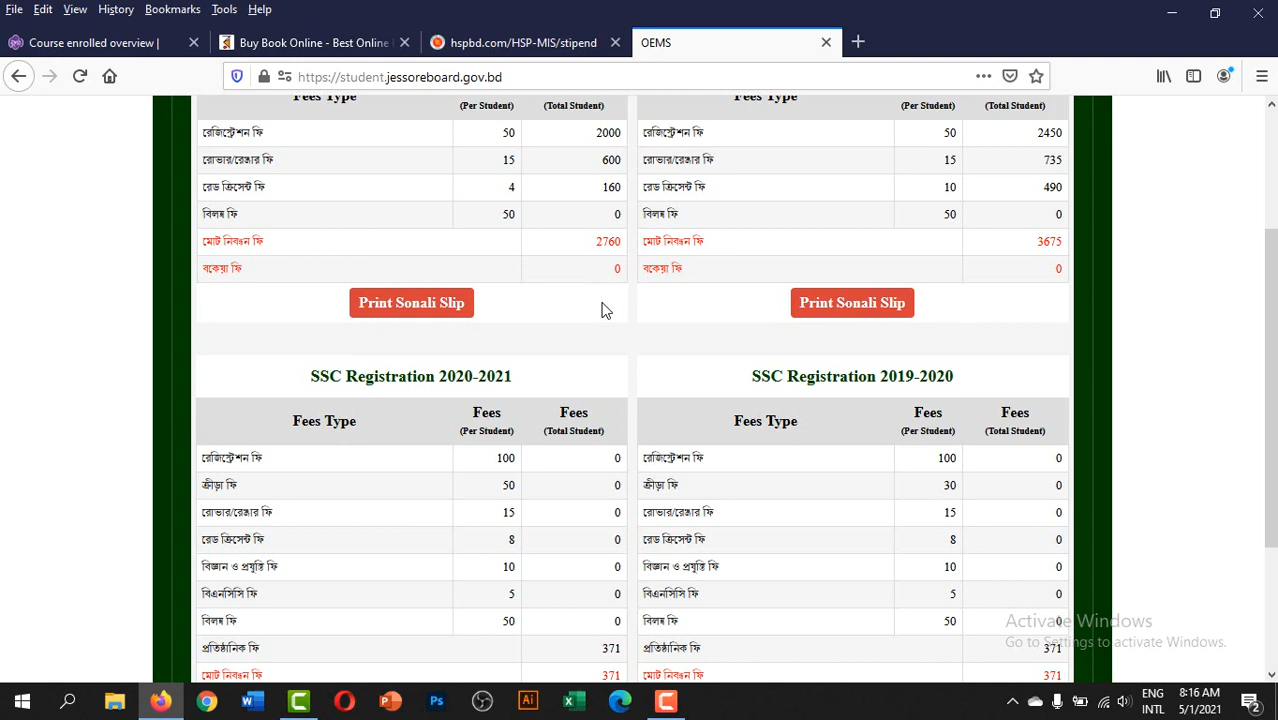 File Edit View History Bookmarks Tools Help
Course enrolled overview | Buy Book Online - Best Online hspbd.com/HSP-MIS/stipend OEMS
https://student.jessoreboard.gov.bd
Fees Type (Per Student) (Total Student)
রেজিস্ট্রেশন ফি 50 2000
রোভার/রেঞ্জার ফি 15 600
রেড ক্রিসেন্ট ফি 4 160
বিলম্ব ফি 50 0
মোট নিবন্ধন ফি 2760
বকেয়া ফি 0
Print Sonali Slip
Fees Type (Per Student) (Total Student)
রেজিস্ট্রেশন ফি 50 2450
রোভার/রেঞ্জার ফি 15 735
রেড ক্রিসেন্ট ফি 10 490
বিলম্ব ফি 50 0
মোট নিবন্ধন ফি 3675
বকেয়া ফি 0
Print Sonali Slip
SSC Registration 2020-2021
Fees Type Fees Fees
(Per Student) (Total Student)
রেজিস্ট্রেশন ফি 100 0
ক্রীড়া ফি 50 0
রোভার/রেঞ্জার ফি 15 0
রেড ক্রিসেন্ট ফি 8 0
বিজ্ঞান ও প্রযুক্তি ফি 10 0
বিএনসিসি ফি 5 0
বিলম্ব ফি 50 0
প্রতিষ্ঠানিক ফি 371
মোট নিবন্ধন ফি 371
SSC Registration 2019-2020
Fees Type Fees Fees
(Per Student) (Total Student)
রেজিস্ট্রেশন ফি 100 0
ক্রীড়া ফি 30 0
রোভার/রেঞ্জার ফি 15 0
রেড ক্রিসেন্ট ফি 8 0
বিজ্ঞান ও প্রযুক্তি ফি 10 0
বিএনসিসি ফি 5 0
বিলম্ব ফি 50 0
প্রতিষ্ঠানিক ফি 371
মোট নিবন্ধন ফি 371
Activate Windows
Go to Settings to activate Windows.
ENG 8:16 AM
INTL 5/1/2021
2